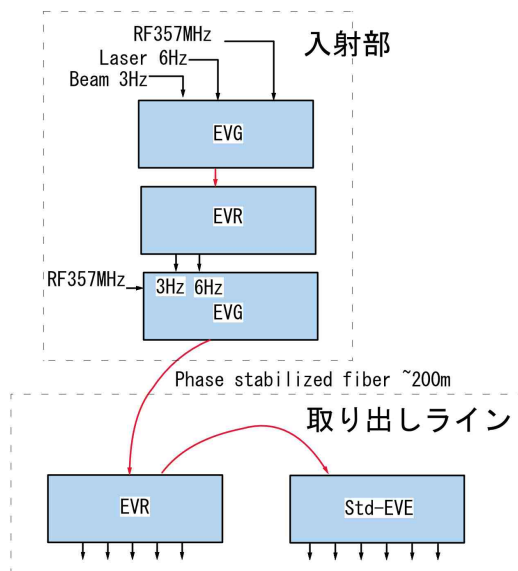 RF357MHz
入射部
Laser 6Hz
Beam 3Hz
EVG
EVR
RF357MHz
3Hz 6Hz
EVG
Phase stabilized fiber ~200m
取り出しライン
EVR
Std-EVE